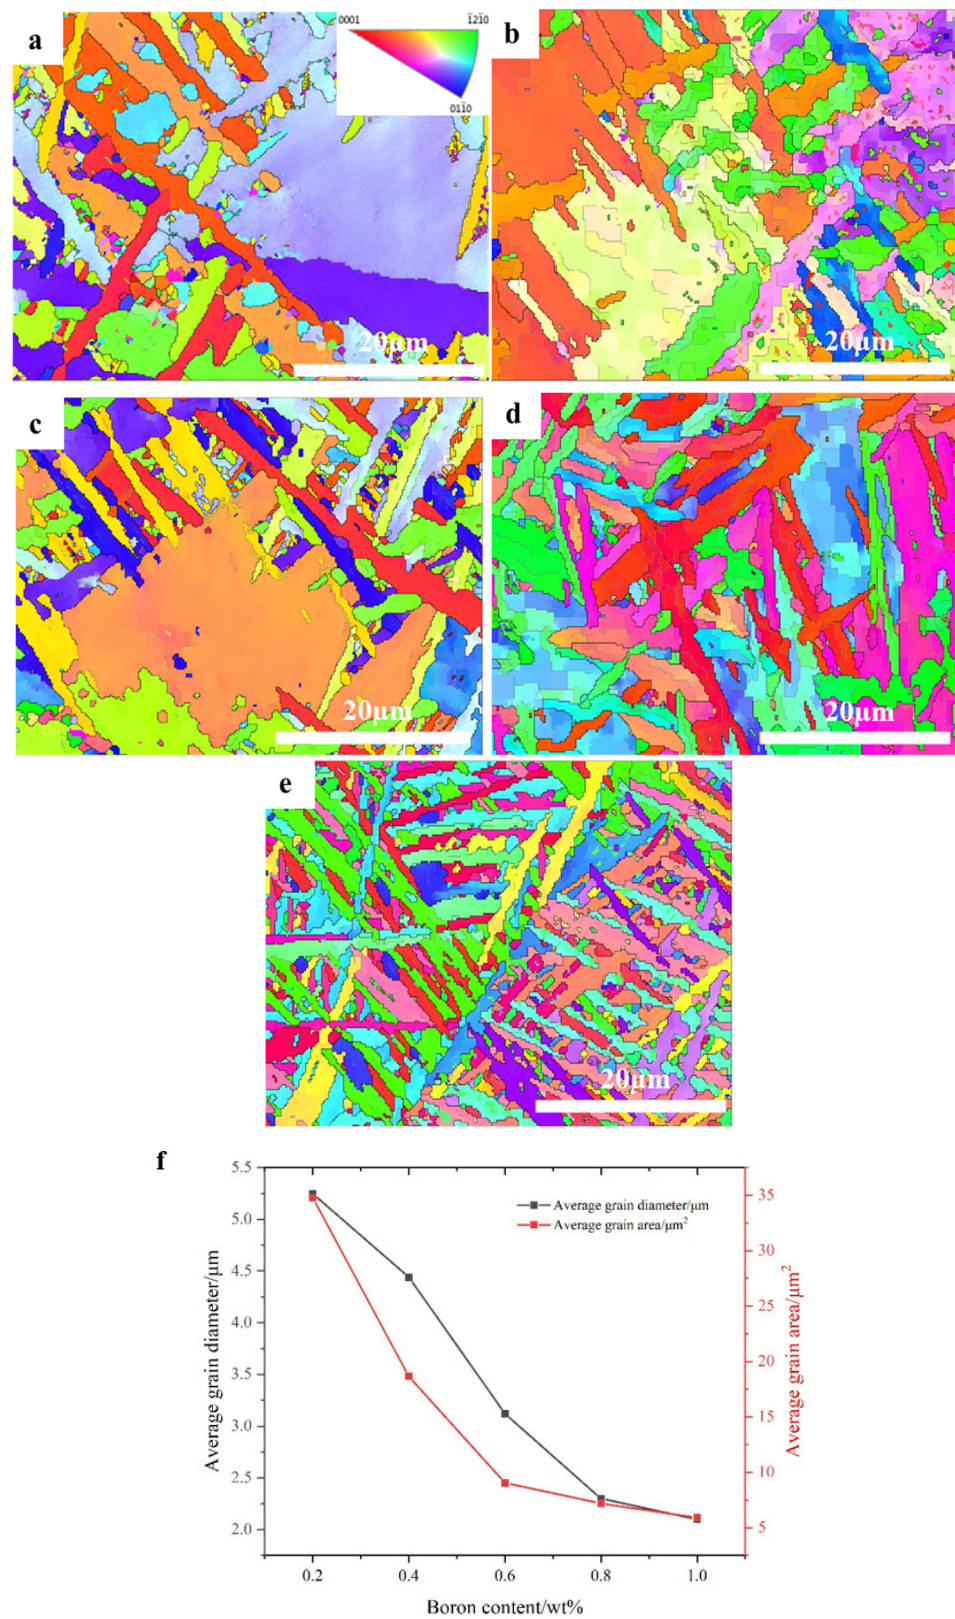 a
0001
1̅21̅0
011̅0
20μm
b
20μm
c
20μm
d
20μm
e
20μm
f
5.5
5.0
4.5
4.0
3.5
3.0
2.5
2.0
Average grain diameter/μm
Average grain diameter/μm
Average grain area/μm²
35
30
25
20
15
10
5
Average grain area/μm²
0.2 0.4 0.6 0.8 1.0
Boron content/wt%